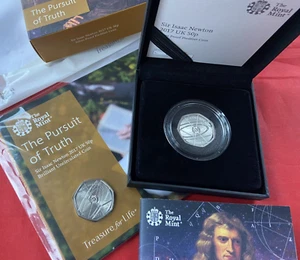 The Pursuit
of Truth
The
Royal
Mint®
Sir Isaac Newton
2017 UK 50p
The
Royal
Mint®
The Pursuit
of Truth
Sir Isaac Newton 2017 UK 50p
Brilliant Uncirculated Coin
Treasure for Life™
The Royal
Mint®